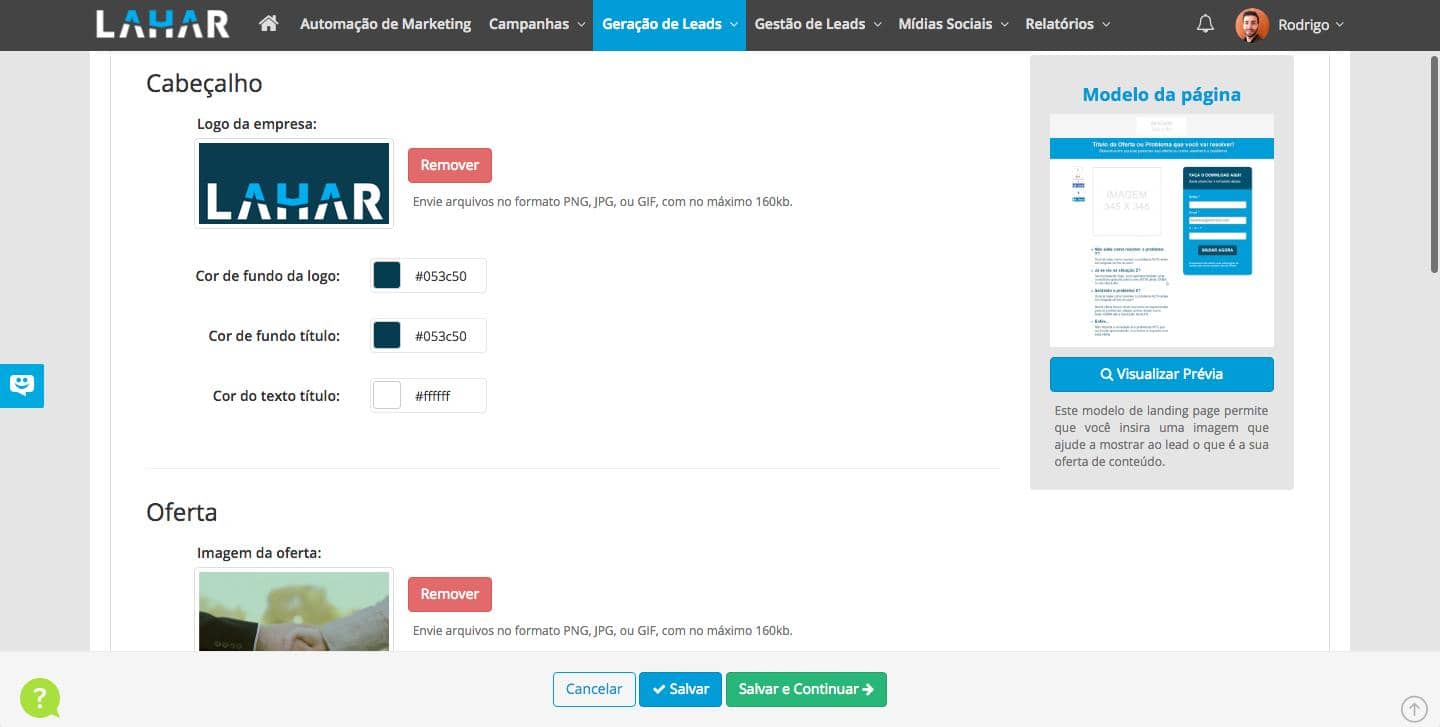 LAHAR
Automação de Marketing
Campanhas
Geração de Leads
Gestão de Leads
Mídias Sociais
Relatórios
Rodrigo
Cabeçalho
Logo da empresa:
LAHAR
Remover
Envie arquivos no formato PNG, JPG, ou GIF, com no máximo 160kb.
Cor de fundo da logo:
#053c50
Cor de fundo título:
#053c50
Cor do texto título:
#ffffff
Oferta
Imagem da oferta:
Remover
Envie arquivos no formato PNG, JPG, ou GIF, com no máximo 160kb.
Modelo da página
Título da Oferta ou Problema que você vai resolver!
IMAGEM
345 X 345
FAÇA O DOWNLOAD AQUI!
BAIXAR AGORA
Visualizar Prévia
Este modelo de landing page permite
que você insira uma imagem que
ajude a mostrar ao lead o que é a sua
oferta de conteúdo.
Cancelar
Salvar
Salvar e Continuar
?